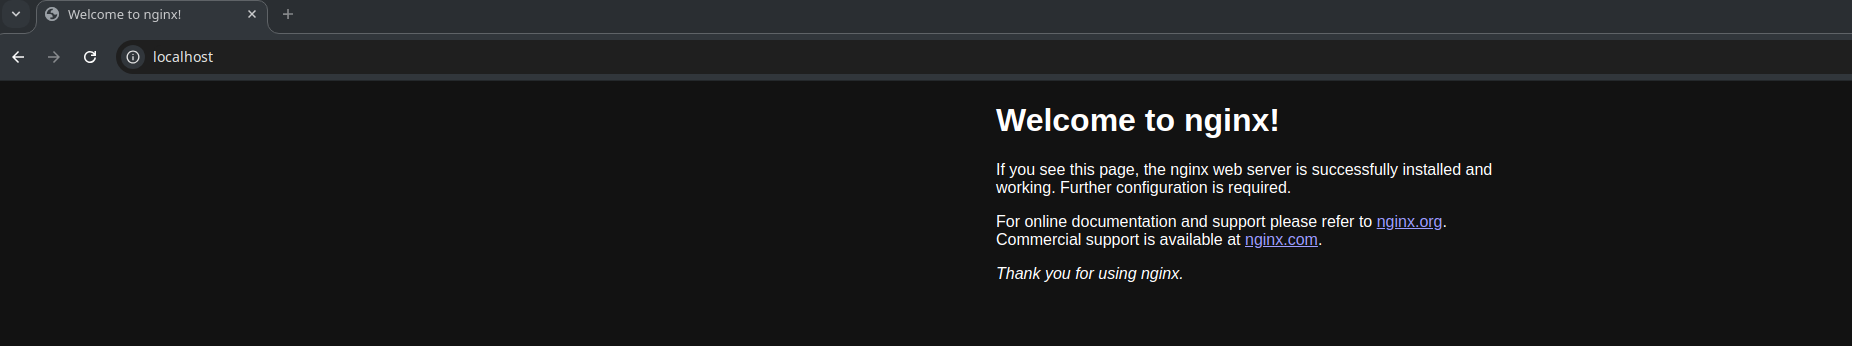 Welcome to nginx!
localhost
Welcome to nginx!
If you see this page, the nginx web server is successfully installed and
working. Further configuration is required.
For online documentation and support please refer to nginx.org.
Commercial support is available at nginx.com.
Thank you for using nginx.